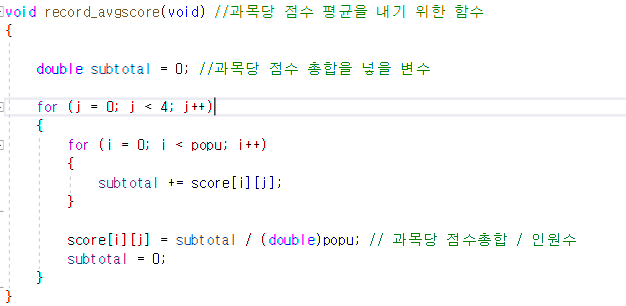 void record_avgscore(void) //과목당 점수 평균을 내기 위한 함수
{
double subtotal = 0; //과목당 점수 총합을 넣을 변수
for (j = 0; j < 4; j++)
{
for (i = 0; i < popu; i++)
{
subtotal += score[i][j];
}
score[i][j] = subtotal / (double)popu; // 과목당 점수총합 / 인원수
subtotal = 0;
}
}